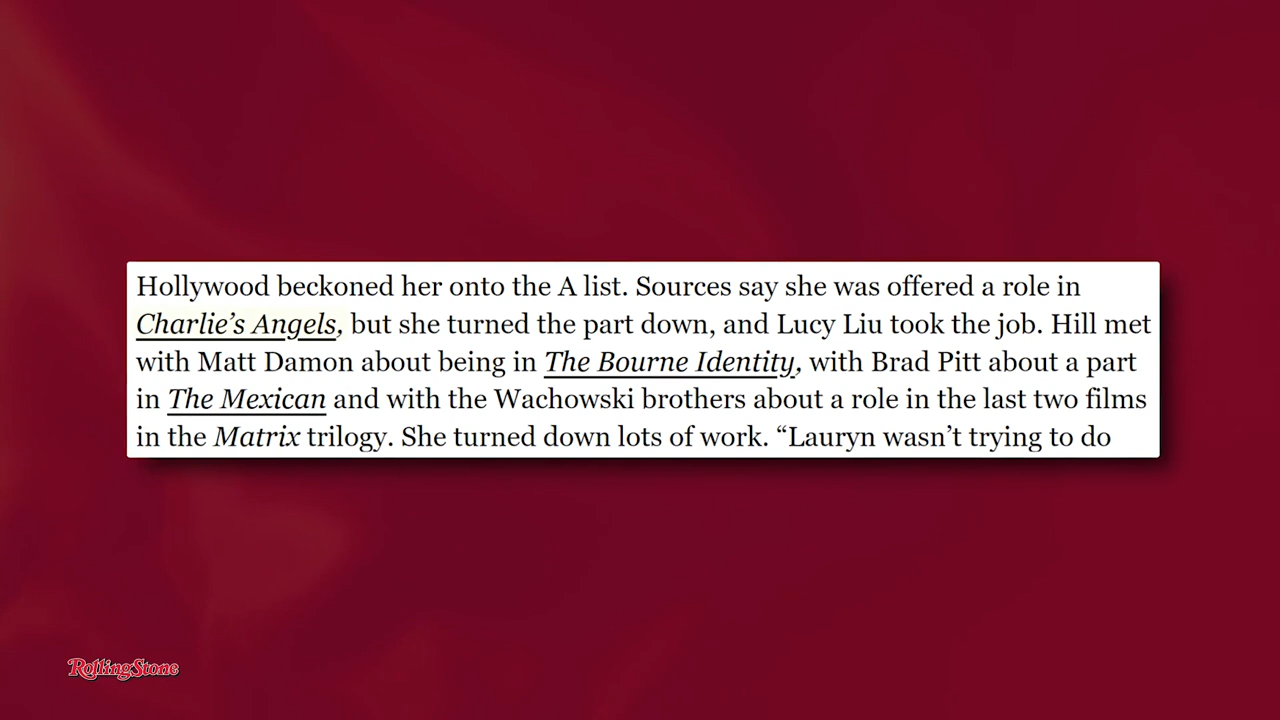 Hollywood beckoned her onto the A list. Sources say she was offered a role in
Charlie’s Angels, but she turned the part down, and Lucy Liu took the job. Hill met
with Matt Damon about being in The Bourne Identity, with Brad Pitt about a part
in The Mexican and with the Wachowski brothers about a role in the last two films
in the Matrix trilogy. She turned down lots of work. “Lauryn wasn’t trying to do
RollingStone